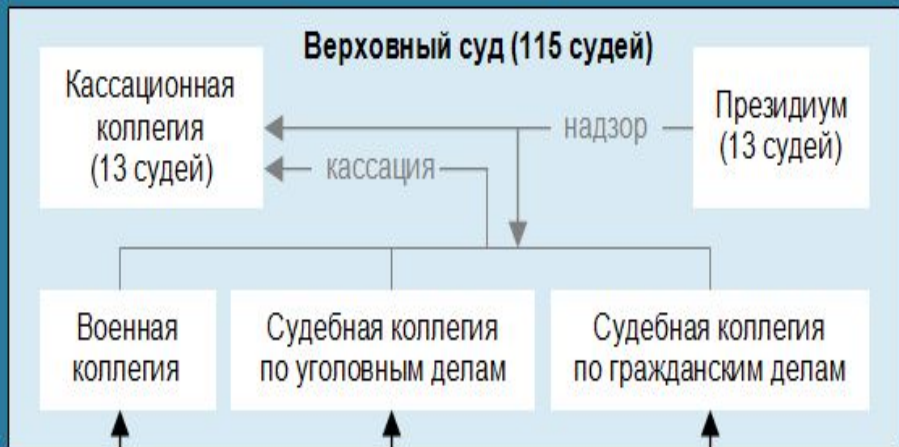 Верховный суд (115 судей)
Кассационная
коллегия
(13 судей)
Президиум
(13 судей)
надзор
кассация
Военная
коллегия
Судебная коллегия
по уголовным делам
Судебная коллегия
по гражданским делам